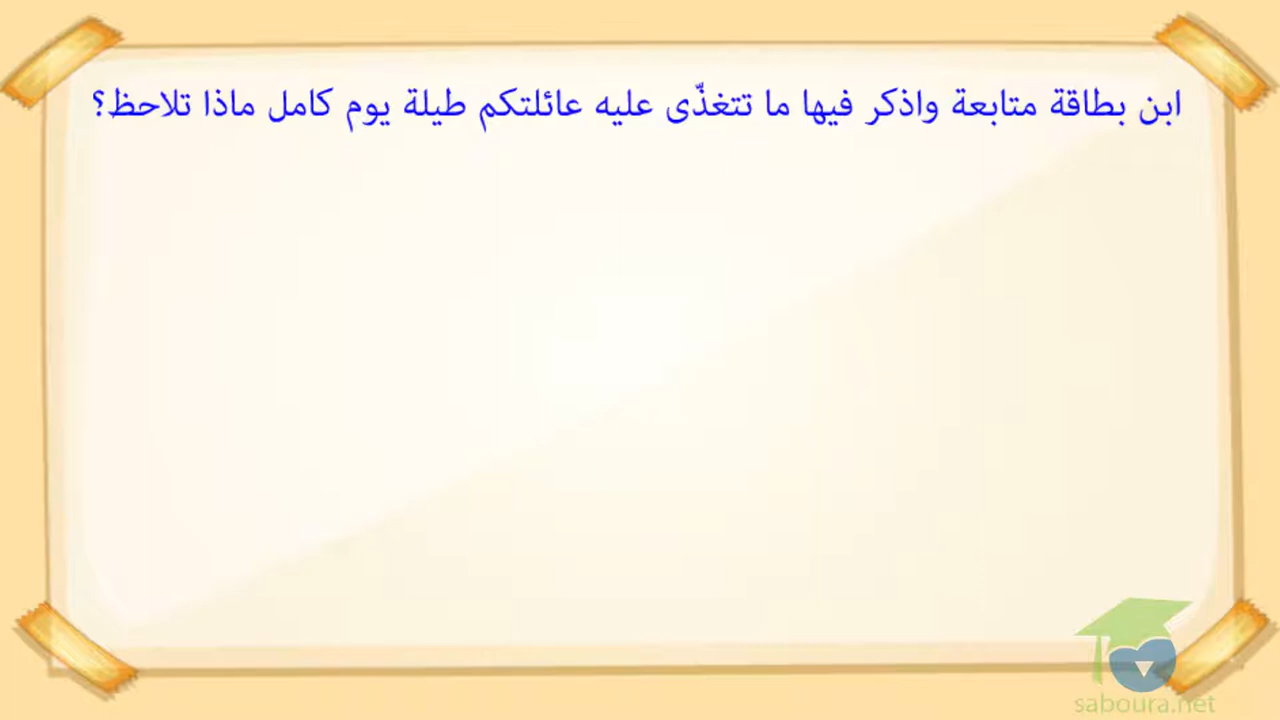 ابن بطاقة متابعة واذكر فيها ما تتغذّى عليه عائلتكم طيلة يوم كامل ماذا تلاحظ؟
saboura.net